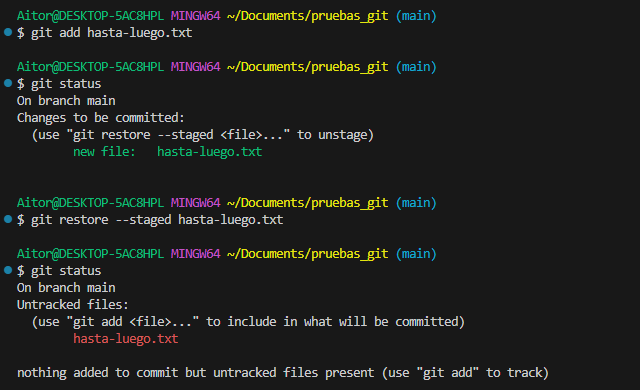 Aitor@DESKTOP-5AC8HPL MINGW64 ~/Documents/pruebas_git (main)
$ git add hasta-luego.txt
Aitor@DESKTOP-5AC8HPL MINGW64 ~/Documents/pruebas_git (main)
$ git status
On branch main
Changes to be committed:
  (use "git restore --staged <file>..." to unstage)
        new file:   hasta-luego.txt
Aitor@DESKTOP-5AC8HPL MINGW64 ~/Documents/pruebas_git (main)
$ git restore --staged hasta-luego.txt
Aitor@DESKTOP-5AC8HPL MINGW64 ~/Documents/pruebas_git (main)
$ git status
On branch main
Untracked files:
  (use "git add <file>..." to include in what will be committed)
        hasta-luego.txt
nothing added to commit but untracked files present (use "git add" to track)